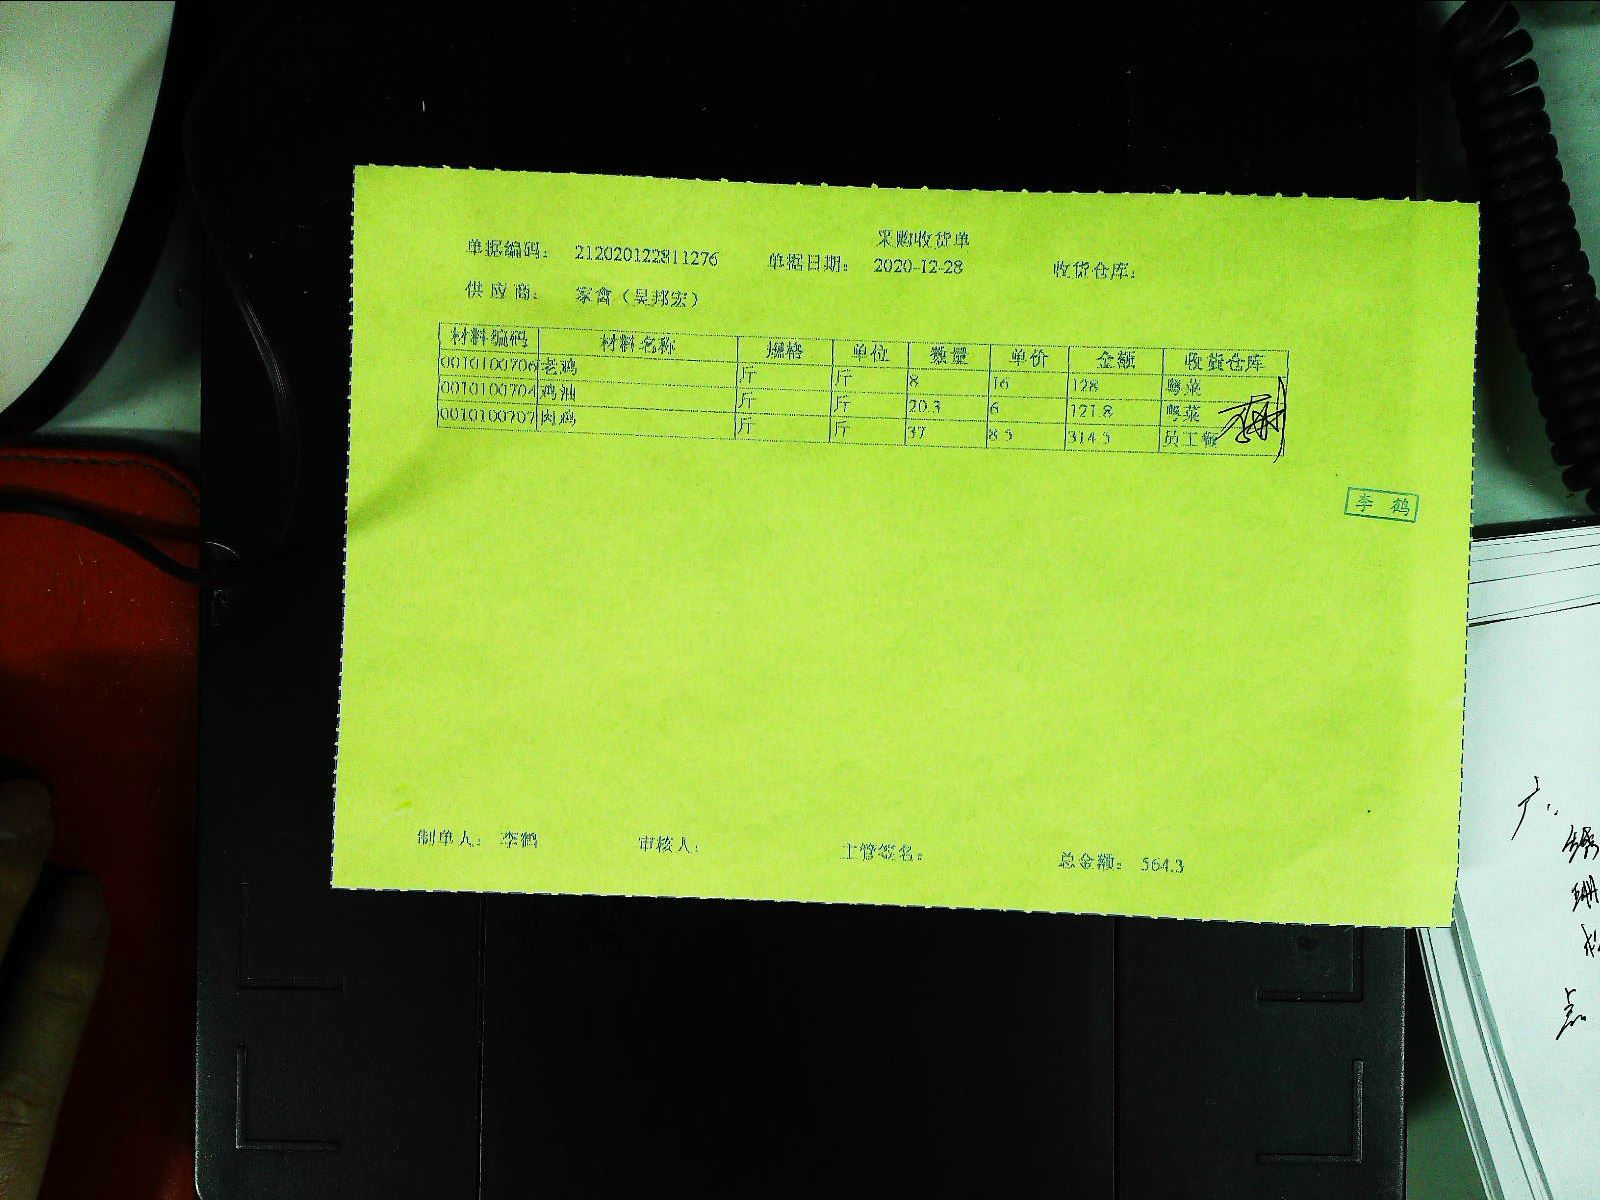 采购收货单
单据编码： 212020122811276 单据日期： 2020-12-28 收货仓库：
供 应 商： 家禽（吴邦宏）
材料编码 材料名称 规格 单位 数量 单价 金额 收货仓库
0010100706 老鸡 斤 斤 8 16 128 粤菜
0010100704 鸡油 斤 斤 20.3 6 121.8 粤菜
0010100707 肉鸡 斤 斤 37 8.5 314.5 员工餐
李 鹤
制单人： 李鹤 审核人： 主管签名： 总金额： 564.3